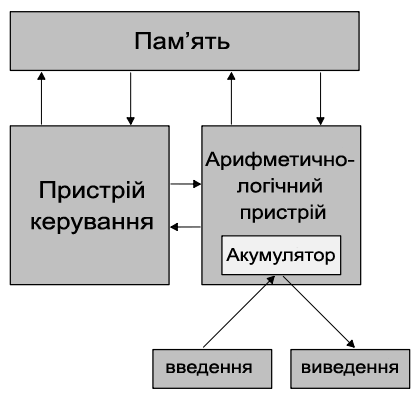 Пам’ять
Пристрій
керування
Арифметично-
логічний
пристрій
Акумулятор
введення
виведення